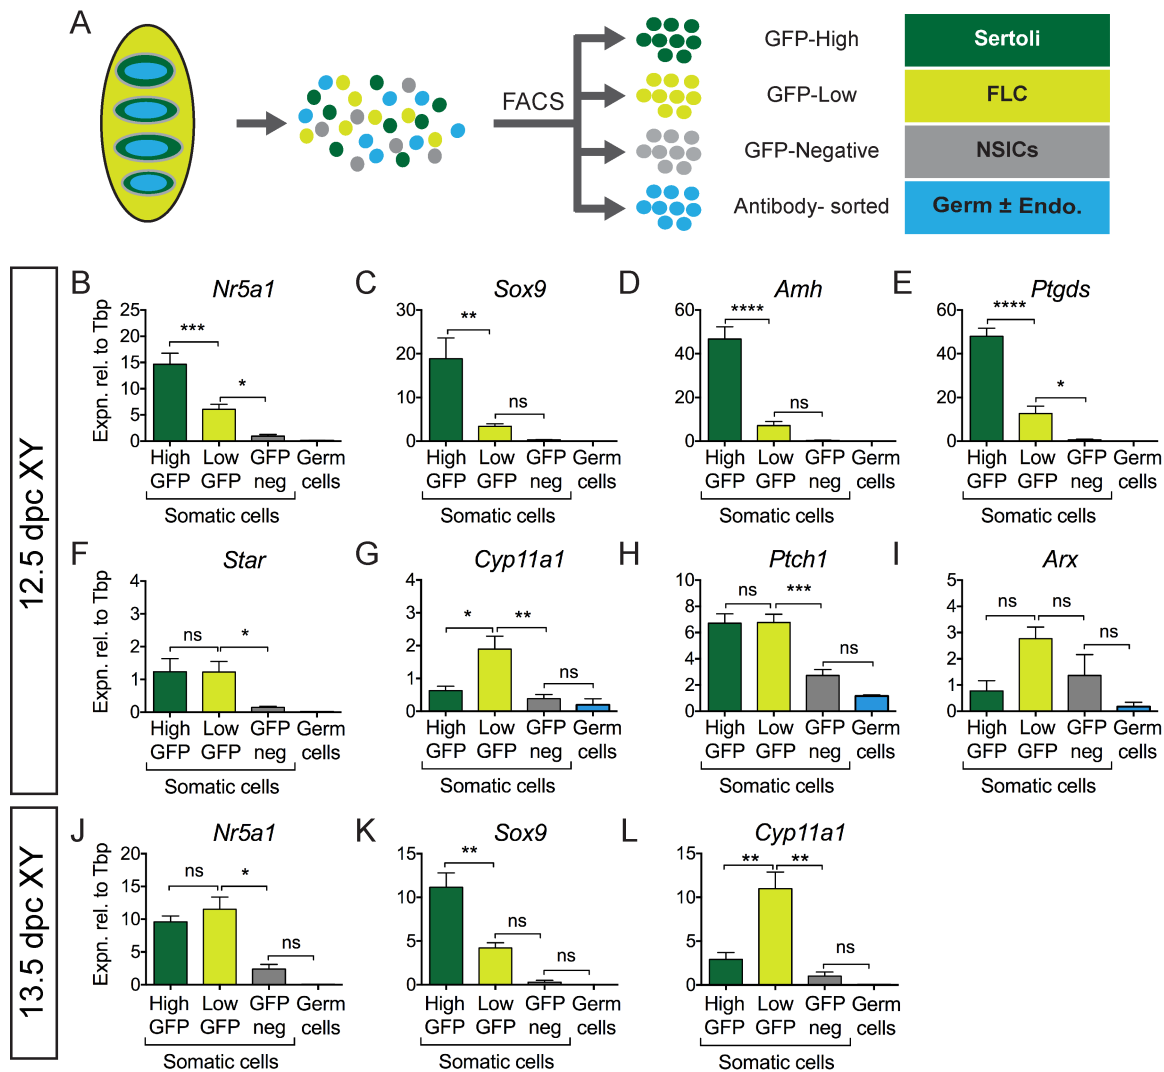 A
FACS
GFP-High
Sertoli
GFP-Low
FLC
GFP-Negative
NSICs
Antibody- sorted
Germ ± Endo.
12.5 dpc XY
B
Nr5a1
Expn. rel. to Tbp
25
20
15
10
5
0
***
*
High GFP
Low GFP
GFP neg
Germ cells
Somatic cells
C
Sox9
30
20
10
0
**
ns
High GFP
Low GFP
GFP neg
Germ cells
Somatic cells
D
Amh
60
40
20
0
****
ns
High GFP
Low GFP
GFP neg
Germ cells
Somatic cells
E
Ptgds
60
40
20
0
****
*
High GFP
Low GFP
GFP neg
Germ cells
Somatic cells
F
Star
Expn. rel. to Tbp
4
3
2
1
0
ns
*
High GFP
Low GFP
GFP neg
Germ cells
Somatic cells
G
Cyp11a1
4
3
2
1
0
*
**
ns
High GFP
Low GFP
GFP neg
Germ cells
Somatic cells
H
Ptch1
10
8
6
4
2
0
ns
***
ns
High GFP
Low GFP
GFP neg
Germ cells
Somatic cells
I
Arx
5
4
3
2
1
0
ns
ns
ns
High GFP
Low GFP
GFP neg
Germ cells
Somatic cells
13.5 dpc XY
J
Nr5a1
Expn. rel. to Tbp
20
15
10
5
0
ns
*
ns
High GFP
Low GFP
GFP neg
Germ cells
Somatic cells
K
Sox9
15
10
5
0
**
ns
ns
High GFP
Low GFP
GFP neg
Germ cells
Somatic cells
L
Cyp11a1
15
10
5
0
**
**
ns
High GFP
Low GFP
GFP neg
Germ cells
Somatic cells